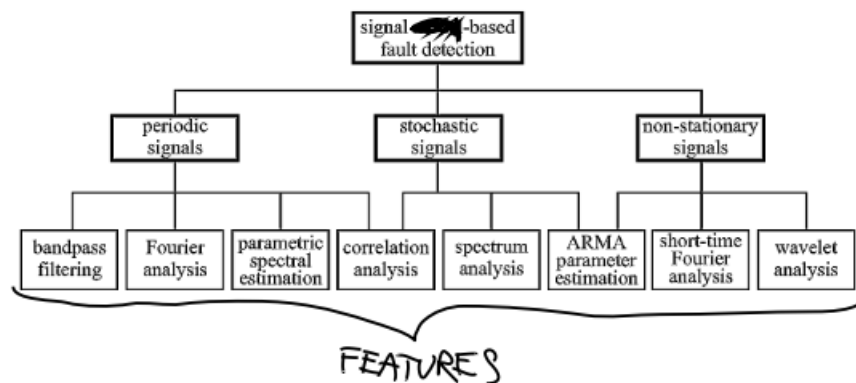 signal -based
fault detection
periodic
signals
stochastic
signals
non-stationary
signals
bandpass
filtering
Fourier
analysis
parametric
spectral
estimation
correlation
analysis
spectrum
analysis
ARMA
parameter
estimation
short-time
Fourier
analysis
wavelet
analysis
FEATURES